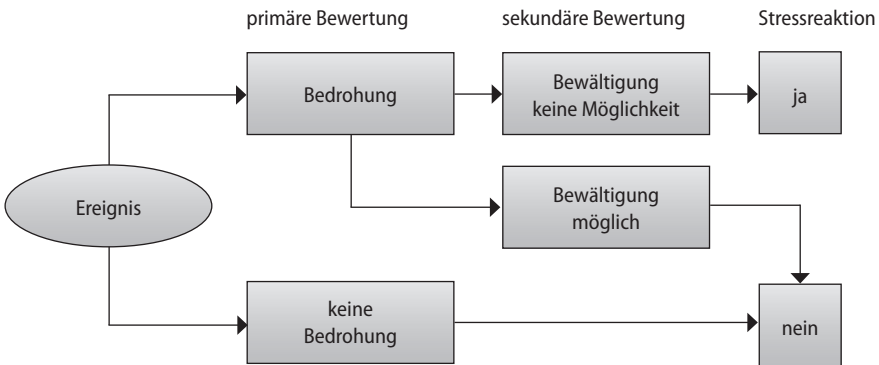 primäre Bewertung
sekundäre Bewertung
Stressreaktion
Bedrohung
Bewältigung
keine Möglichkeit
ja
Ereignis
Bewältigung
möglich
keine
Bedrohung
nein